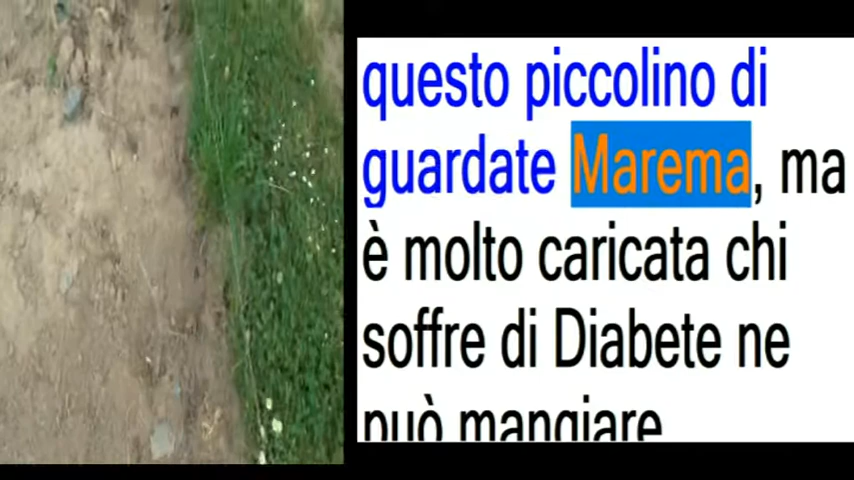 questo piccolino di
guardate Marema, ma
è molto caricata chi
soffre di Diabete ne
può mangiare